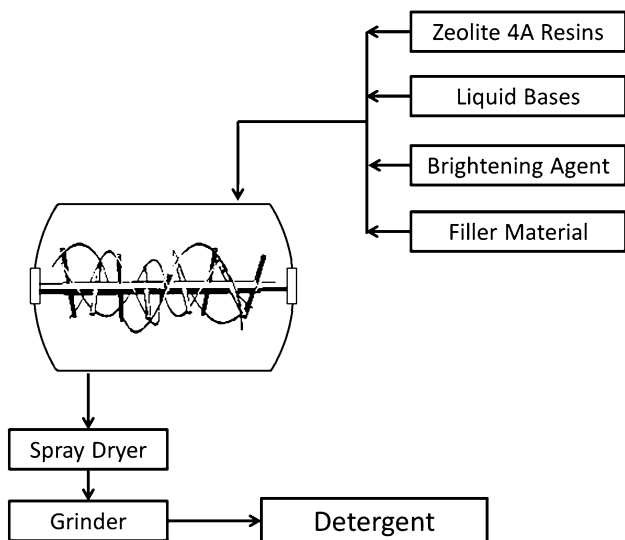 Zeolite 4A Resins
Liquid Bases
Brightening Agent
Filler Material
Spray Dryer
Grinder
Detergent